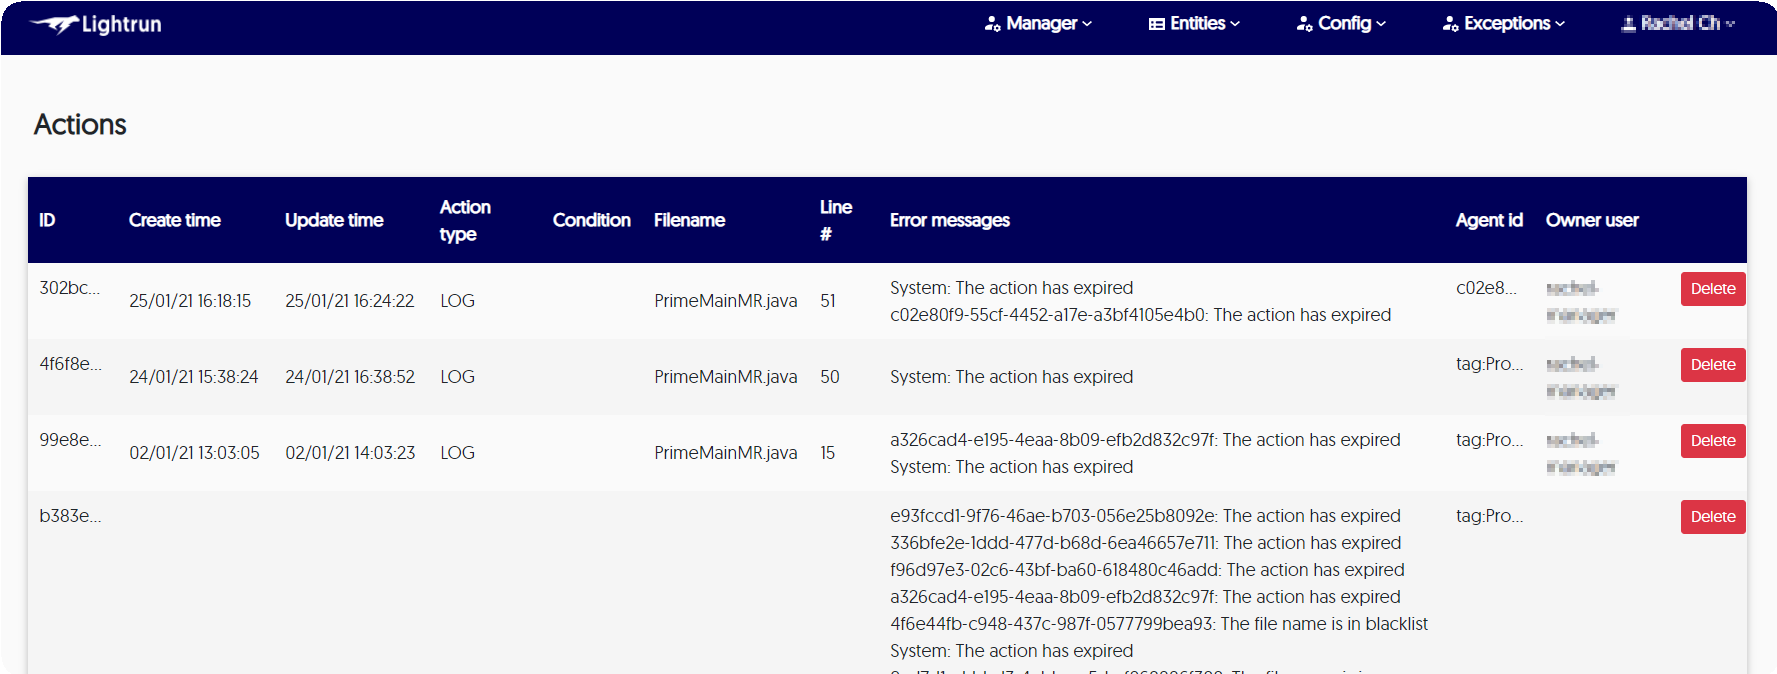 Lightrun
Manager
Entities
Config
Exceptions
Rachel Ch
Actions
ID Create time Update time Action type Condition Filename Line # Error messages Agent id Owner user
302bc... 25/01/21 16:18:15 25/01/21 16:24:22 LOG PrimeMainMR.java 51 System: The action has expired c02e8... rachel- Delete
c02e80f9-55cf-4452-a17e-a3bf4105e4b0: The action has expired manager
4f6f8e... 24/01/21 15:38:24 24/01/21 16:38:52 LOG PrimeMainMR.java 50 System: The action has expired tag:Pro... rachel- Delete
manager
99e8e... 02/01/21 13:03:05 02/01/21 14:03:23 LOG PrimeMainMR.java 15 a326cad4-e195-4eaa-8b09-efb2d832c97f: The action has expired tag:Pro... rachel- Delete
System: The action has expired manager
b383e... e93fccd1-9f76-46ae-b703-056e25b8092e: The action has expired tag:Pro... Delete
336bfe2e-1ddd-477d-b68d-6ea46657e711: The action has expired
f96d97e3-02c6-43bf-ba60-618480c46add: The action has expired
a326cad4-e195-4eaa-8b09-efb2d832c97f: The action has expired
4f6e44fb-c948-437c-987f-0577799bea93: The file name is in blacklist
System: The action has expired